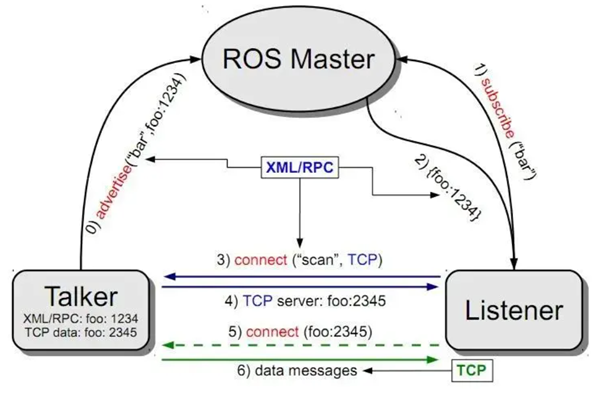 ROS Master
0) advertise("bar",foo:1234)
1) subscribe ("bar")
XML/RPC
2) {foo:1234}
3) connect ("scan", TCP)
Talker
XML/RPC: foo: 1234
TCP data: foo: 2345
4) TCP server: foo:2345
Listener
5) connect (foo:2345)
6) data messages
TCP